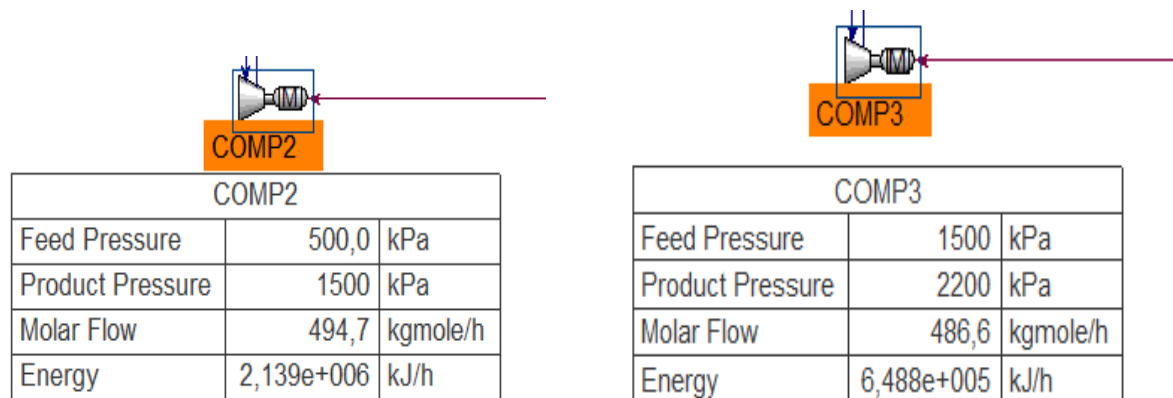 M
COMP2
COMP2
Feed Pressure 500,0 kPa
Product Pressure 1500 kPa
Molar Flow 494,7 kgmole/h
Energy 2,139e+006 kJ/h
M
COMP3
COMP3
Feed Pressure 1500 kPa
Product Pressure 2200 kPa
Molar Flow 486,6 kgmole/h
Energy 6,488e+005 kJ/h